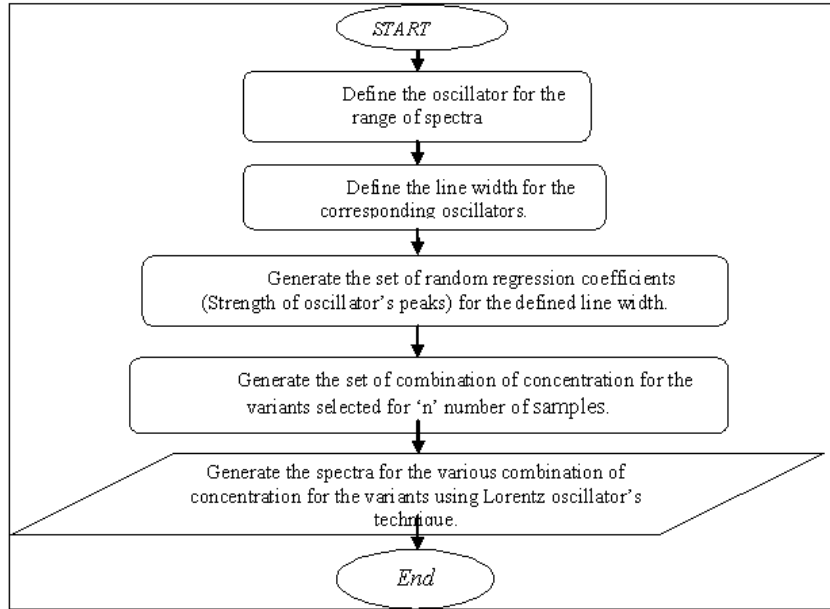 START
Define the oscillator for the
range of spectra
Define the line width for the
corresponding oscillators.
Generate the set of random regression coefficients
(Strength of oscillator's peaks) for the defined line width.
Generate the set of combination of concentration for the
variants selected for 'n' number of samples.
Generate the spectra for the various combination of
concentration for the variants using Lorentz oscillator's
technique.
End